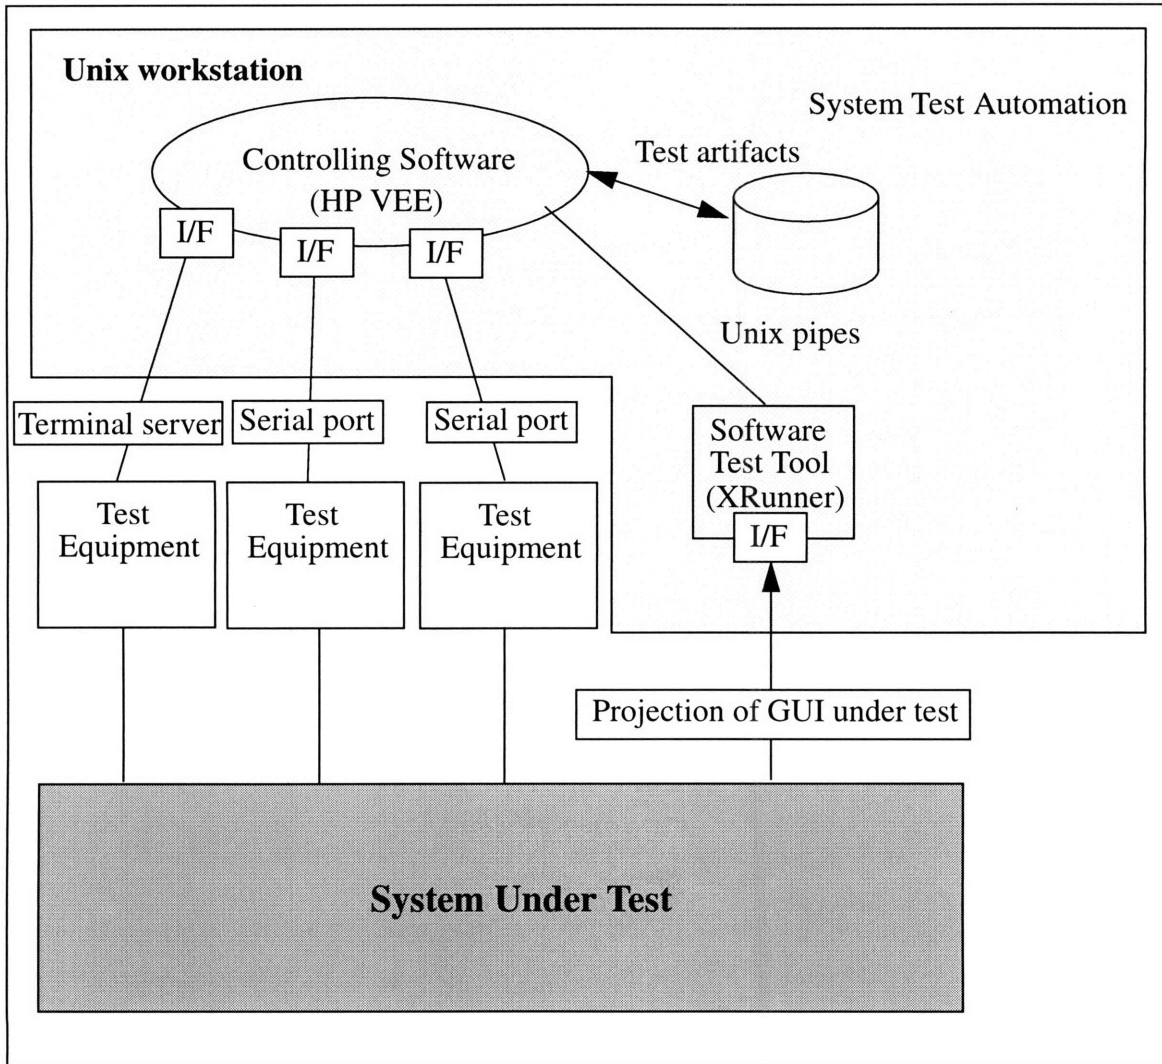 Unix workstation
System Test Automation
Controlling Software
(HP VEE)
Test artifacts
I/F
I/F
I/F
Unix pipes
Terminal server
Serial port
Serial port
Software
Test Tool
(XRunner)
I/F
Test
Equipment
Test
Equipment
Test
Equipment
Projection of GUI under test
System Under Test